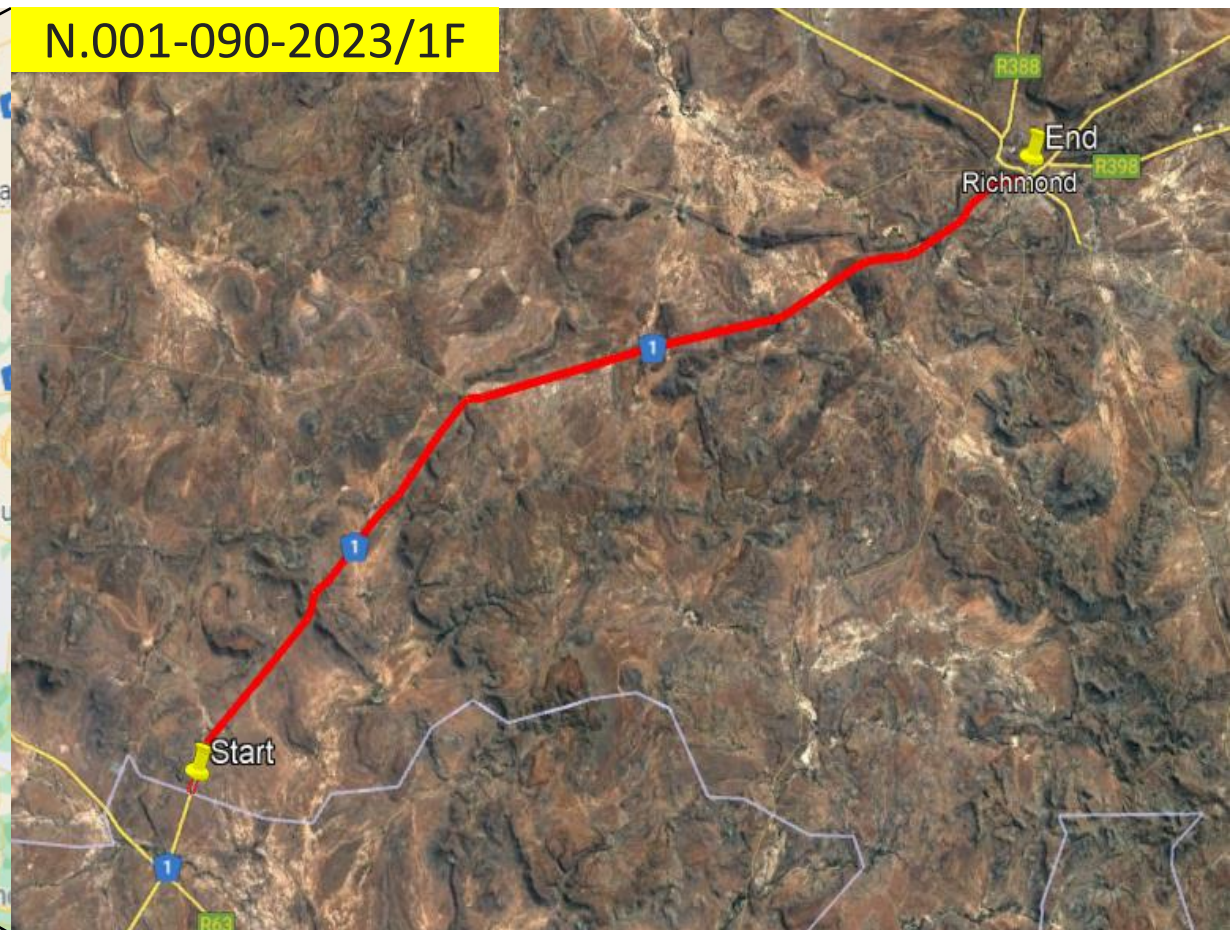 N.001-090-2023/1F
R388
End
R398
Richmond
1
1
Start
1
R63